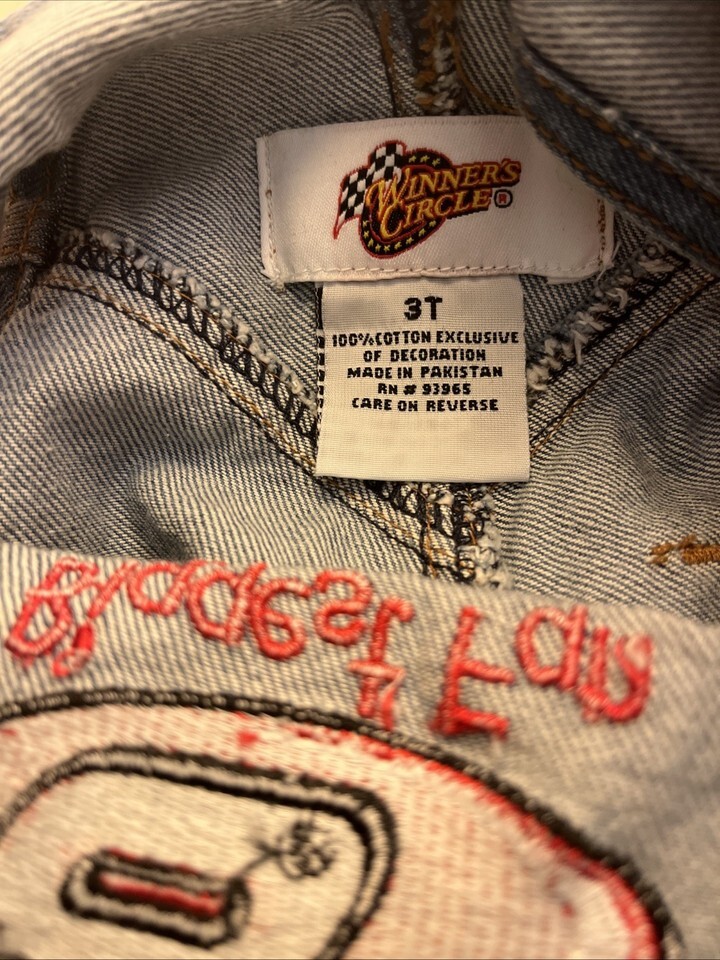 WINNER'S
CIRCLE ®
3T
100% COTTON EXCLUSIVE
OF DECORATION
MADE IN PAKISTAN
RN # 93965
CARE ON REVERSE